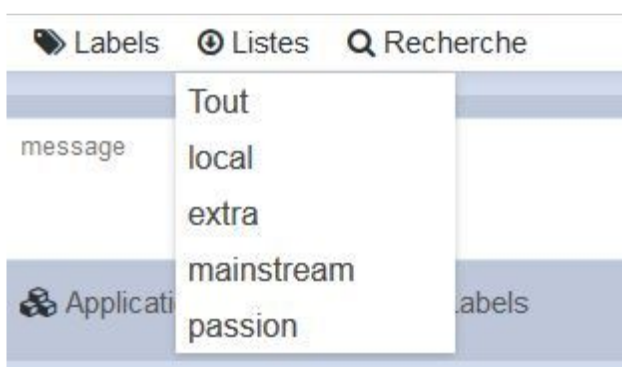 Labels Listes Recherche
Tout
message
local
extra
mainstream
Applicati abels
passion